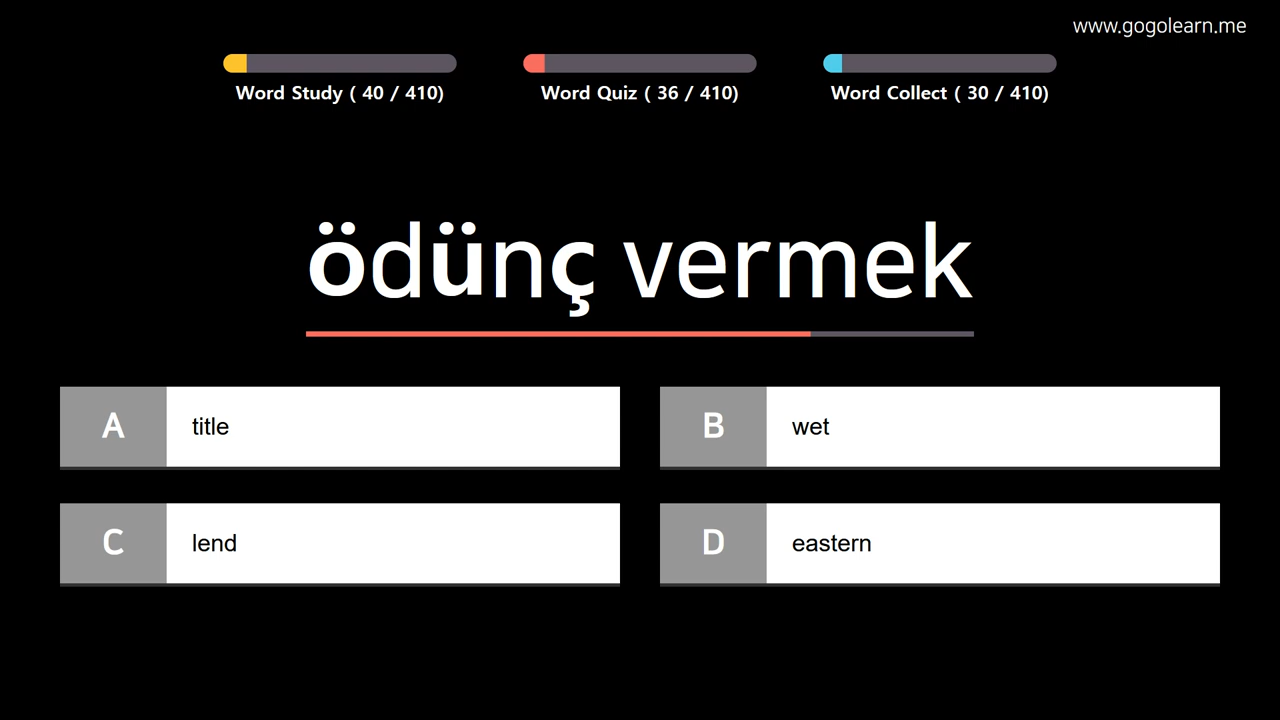 www.gogolearn.me
Word Study ( 40 / 410)
Word Quiz ( 36 / 410)
Word Collect ( 30 / 410)
ödünç vermek
A title
B wet
C lend
D eastern